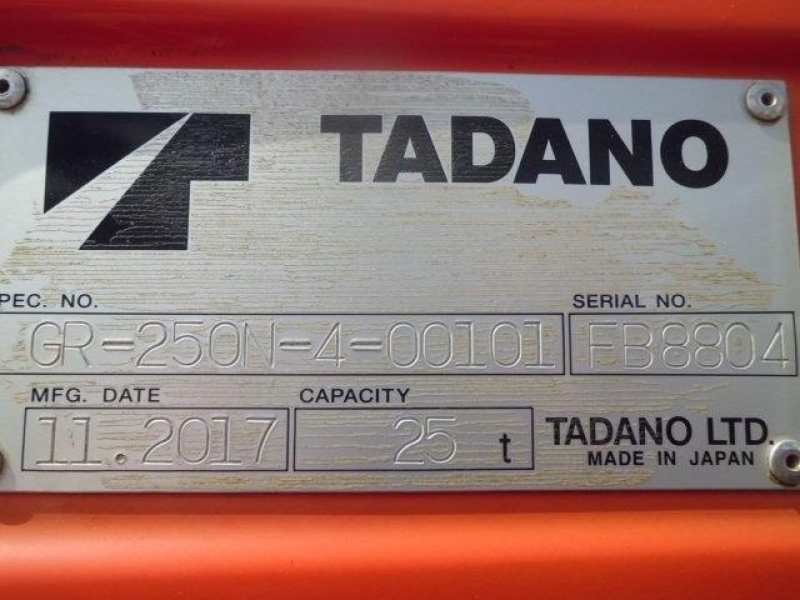 TADANO
PEC. NO. SERIAL NO.
GR-250N-4-00101 FB8804
MFG. DATE CAPACITY
11.2017 25 t TADANO LTD.
MADE IN JAPAN